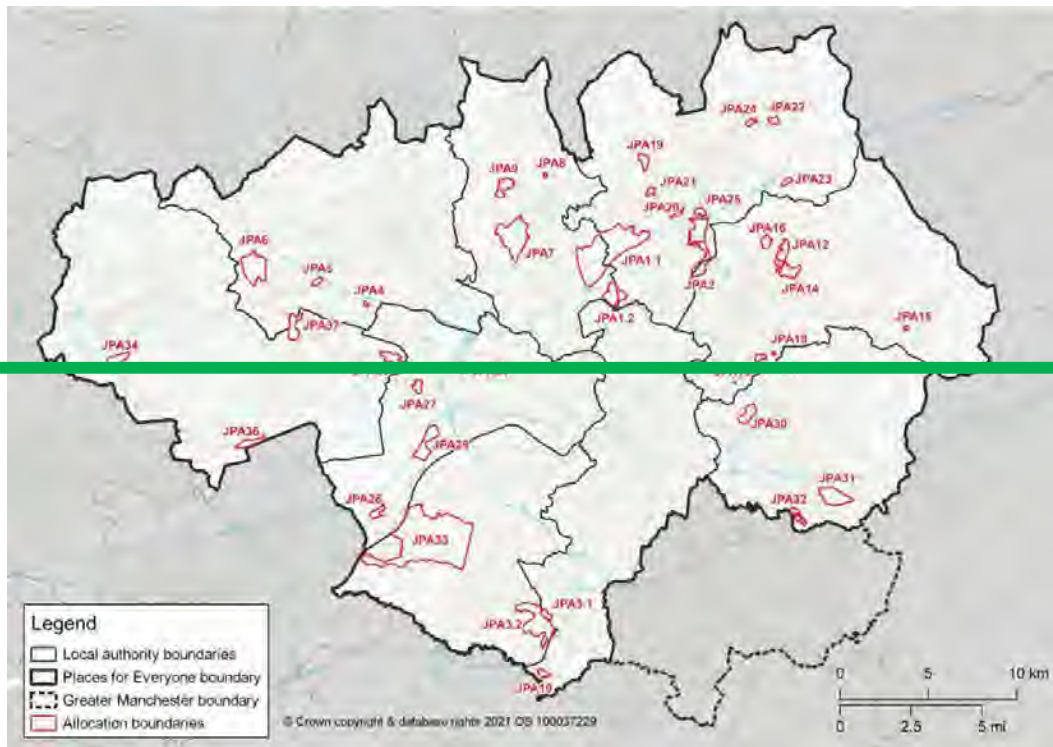 JPA24 JPA22
JPA19
JPA9 JPA8
JPA21
JPA23
JPA20 JPA25
JPA16
JPA6
JPA12
JPA7
JPA1.1
JPA5
JPA2
JPA14
JPA4
JPA1.2
JPA37
JPA15
JPA34
JPA18
JPA27
JPA30
JPA36
JPA29
JPA31
JPA26
JPA32
JPA33
JPA3.1
JPA3.2
JPA10
Legend
Local authority boundaries
Places for Everyone boundary
Greater Manchester boundary
Allocation boundaries
© Crown copyright & database rights 2021 OS 100037229
0 5 10 km
0 2.5 5 mi